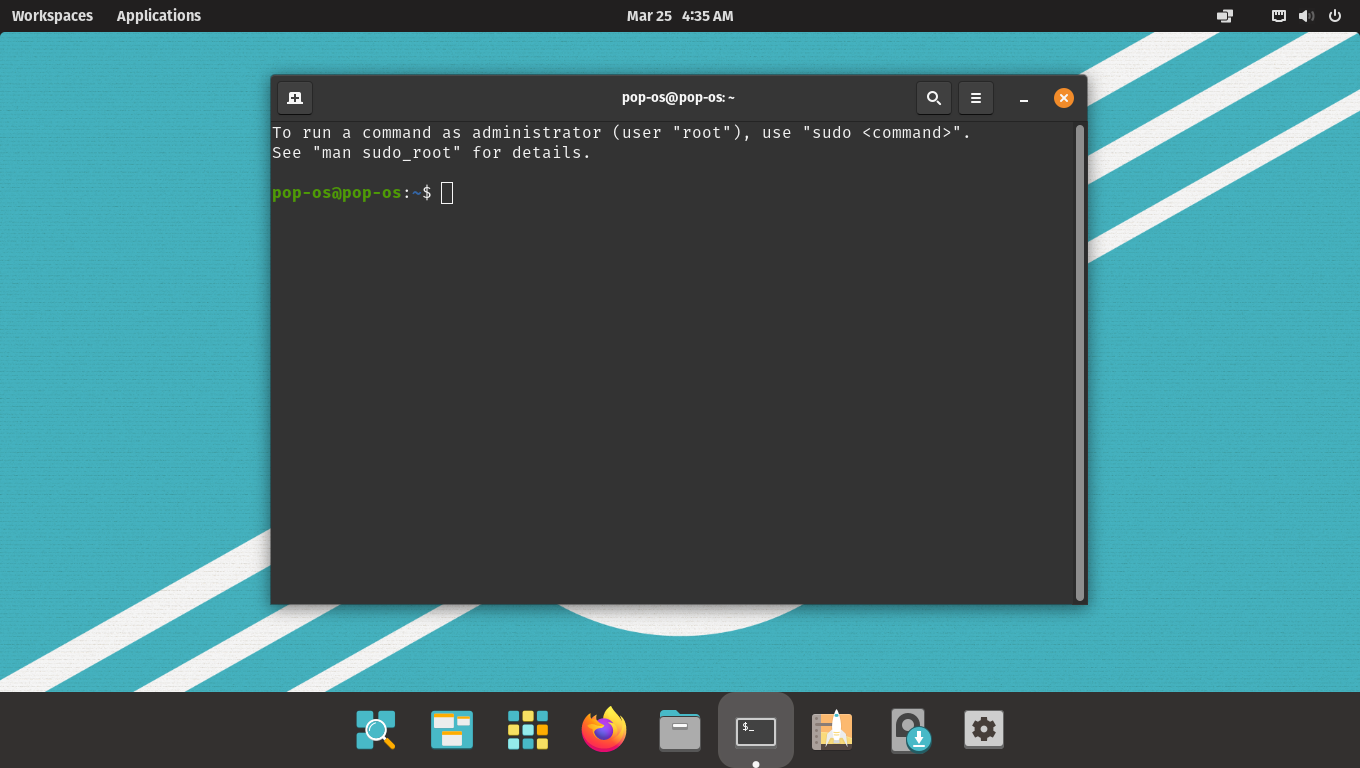 Workspaces Applications Mar 25 4:35 AM
pop-os@pop-os: ~
To run a command as administrator (user "root"), use "sudo <command>".
See "man sudo_root" for details.
pop-os@pop-os:~$
$_